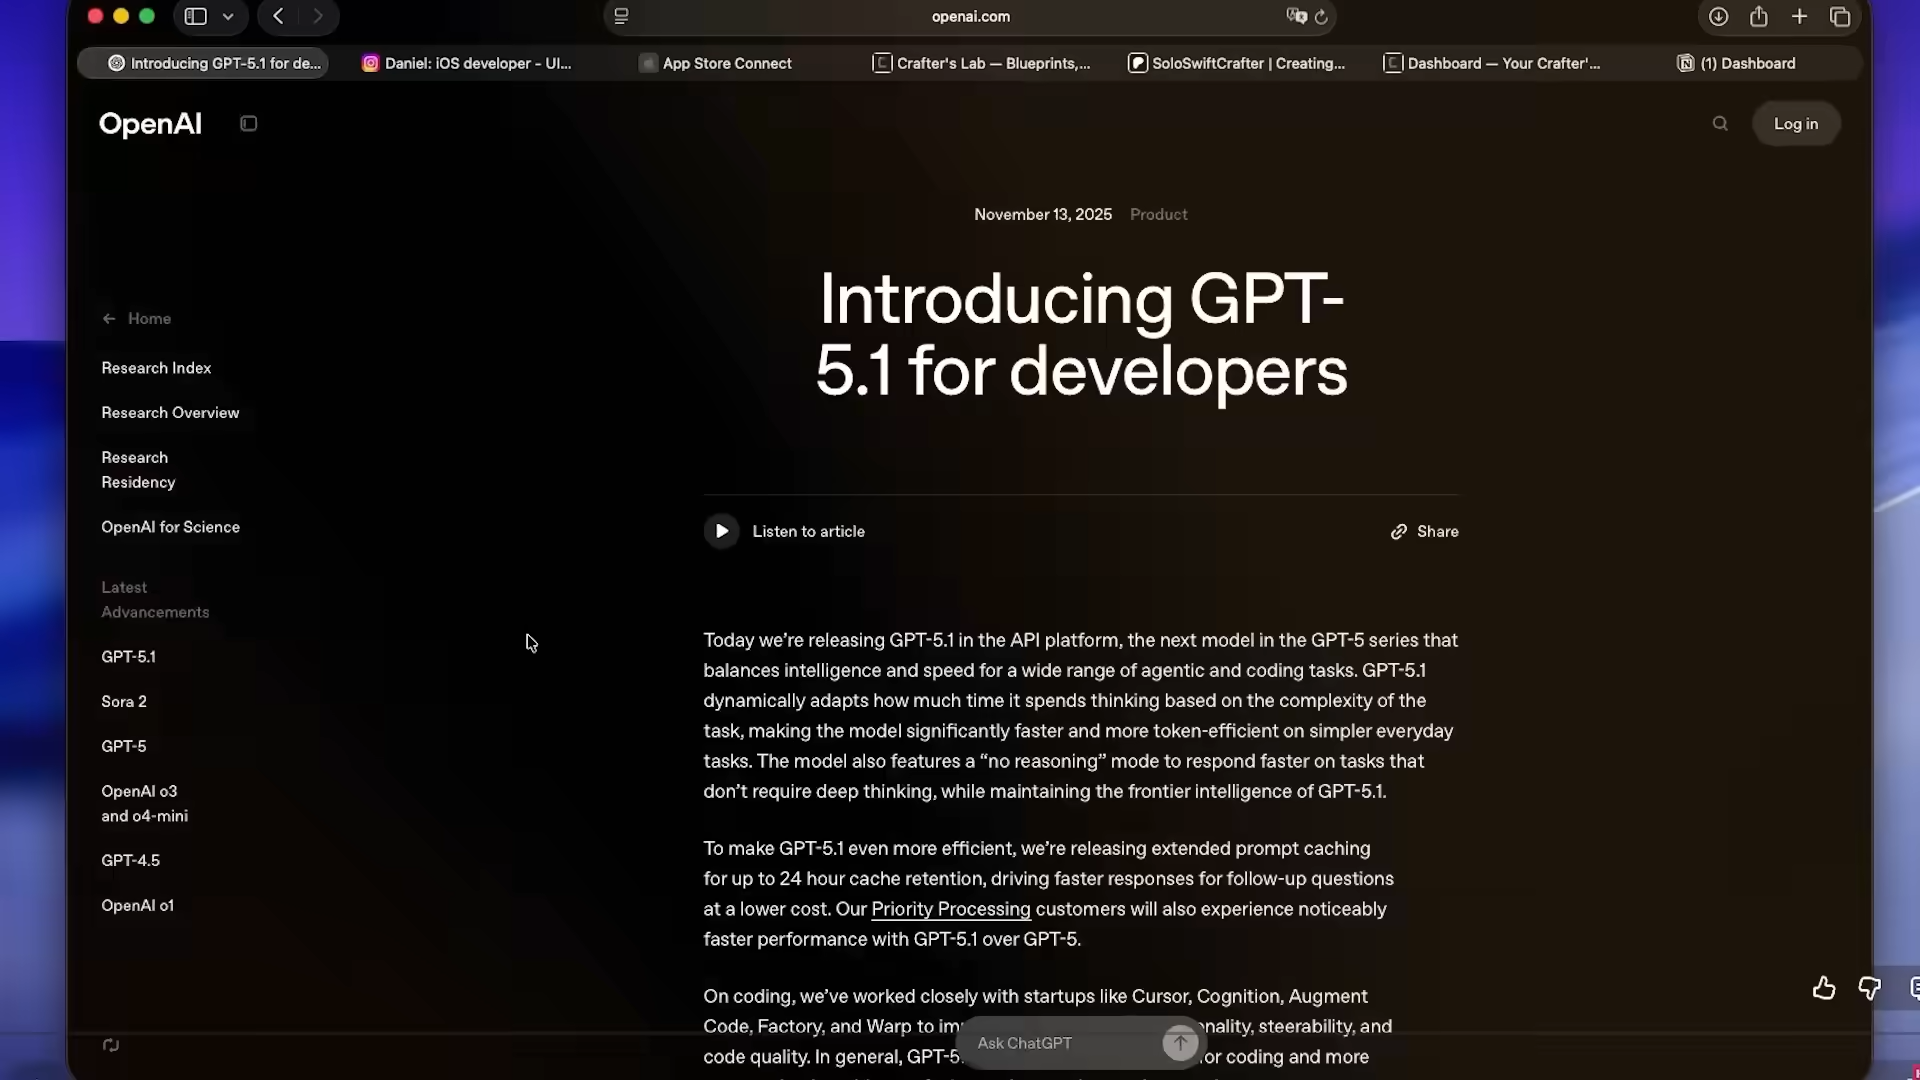 openai.com
Introducing GPT-5.1 for de...
Daniel: iOS developer - UI...
App Store Connect
Crafter's Lab — Blueprints,...
SoloSwiftCrafter | Creating...
Dashboard — Your Crafter'...
(1) Dashboard
OpenAI
Log in
November 13, 2025 Product
Introducing GPT-
5.1 for developers
Home
Research Index
Research Overview
Research
Residency
OpenAI for Science
Latest
Advancements
GPT-5.1
Sora 2
GPT-5
OpenAI o3
and o4-mini
GPT-4.5
OpenAI o1
Listen to article
Share
Today we’re releasing GPT-5.1 in the API platform, the next model in the GPT-5 series that
balances intelligence and speed for a wide range of agentic and coding tasks. GPT-5.1
dynamically adapts how much time it spends thinking based on the complexity of the
task, making the model significantly faster and more token-efficient on simpler everyday
tasks. The model also features a “no reasoning” mode to respond faster on tasks that
don’t require deep thinking, while maintaining the frontier intelligence of GPT-5.1.
To make GPT-5.1 even more efficient, we’re releasing extended prompt caching
for up to 24 hour cache retention, driving faster responses for follow-up questions
at a lower cost. Our Priority Processing customers will also experience noticeably
faster performance with GPT-5.1 over GPT-5.
On coding, we’ve worked closely with startups like Cursor, Cognition, Augment
Code, Factory, and Warp to im nality, steerability, and
code quality. In general, GPT-5. or coding and more
Ask ChatGPT